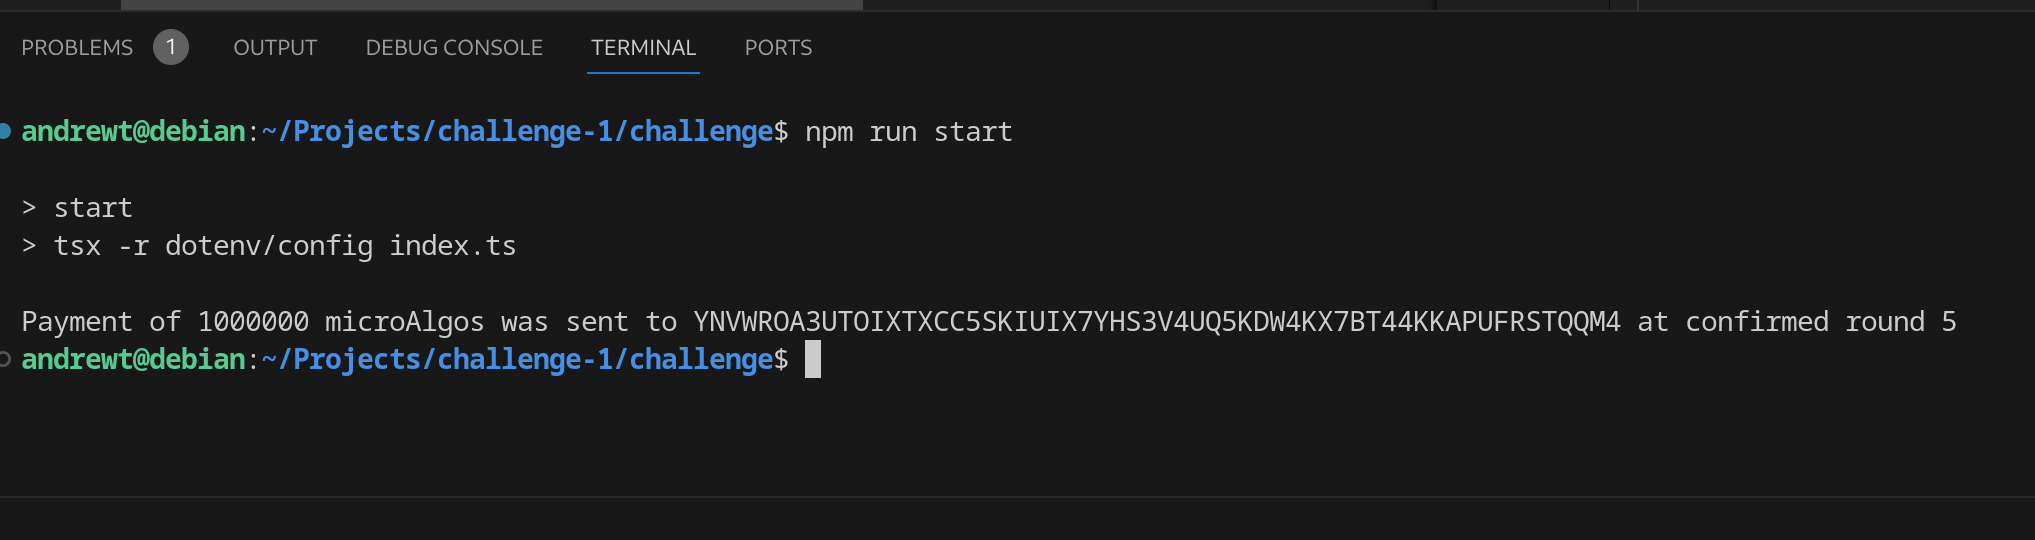 PROBLEMS 1 OUTPUT DEBUG CONSOLE TERMINAL PORTS
andrewt@debian:~/Projects/challenge-1/challenge$ npm run start
> start
> tsx -r dotenv/config index.ts
Payment of 1000000 microAlgos was sent to YNVWROA3UTOIXTXCC5SKIUIX7YHS3V4UQ5KDW4KX7BT44KKAPUFRSTQQM4 at confirmed round 5
andrewt@debian:~/Projects/challenge-1/challenge$